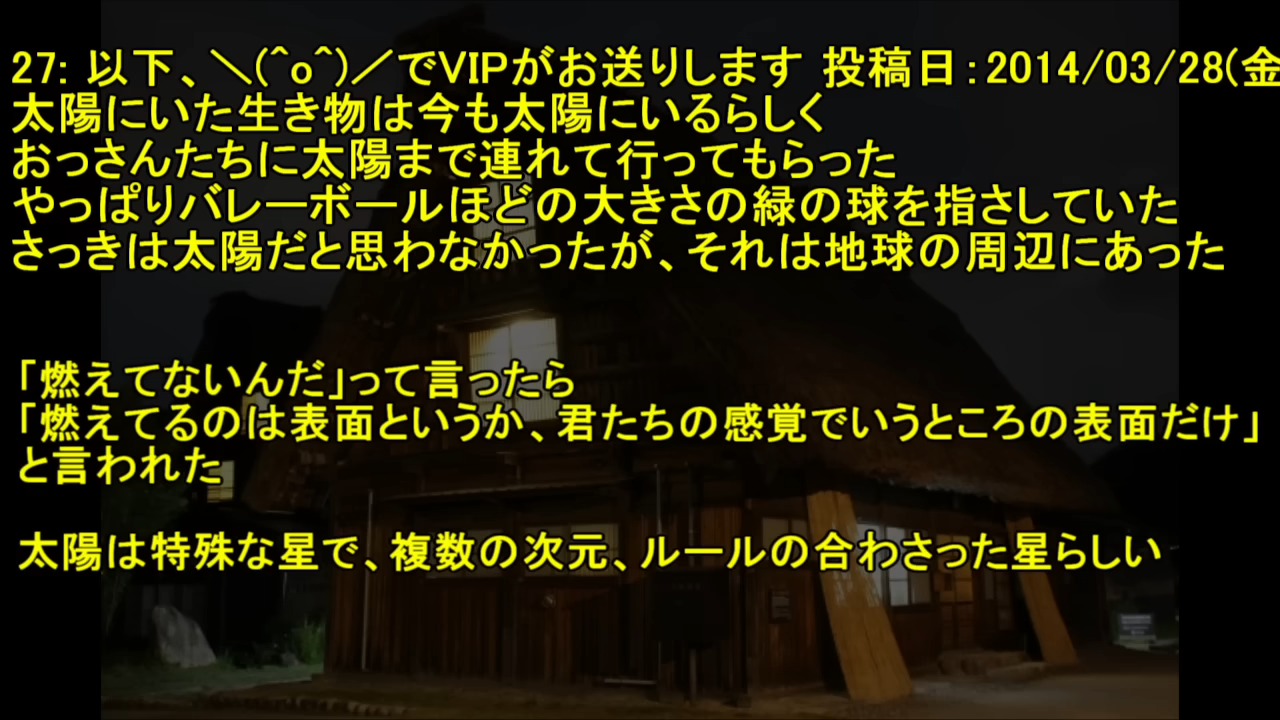 27: 以下、＼(^o^)／でVIPがお送りします 投稿日：2014/03/28(金
太陽にいた生き物は今も太陽にいるらしく
おっさんたちに太陽まで連れて行ってもらった
やっぱりバレーボールほどの大きさの緑の球を指さしていた
さっきは太陽だと思わなかったが、それは地球の周辺にあった
「燃えてないんだ」って言ったら
「燃えてるのは表面というか、君たちの感覚でいうところの表面だけ」
と言われた
太陽は特殊な星で、複数の次元、ルールの合わさった星らしい